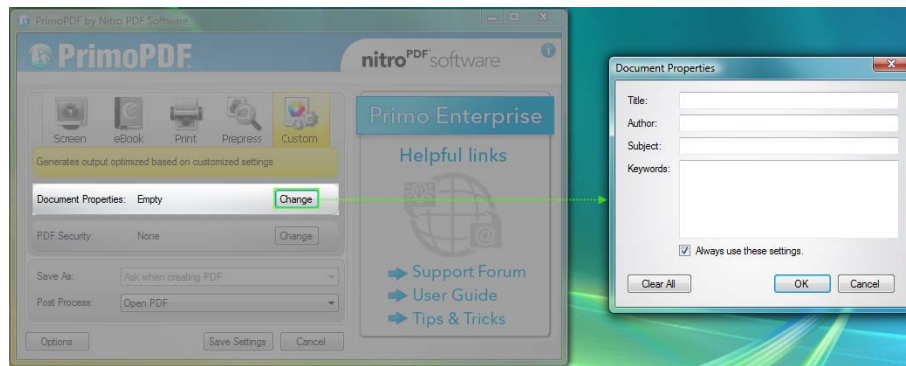 PrimoPDF by Nitro PDF Software
PrimoPDF
nitroPDF software
Screen eBook Print Prepress Custom
Generates output optimized based on customized settings
Document Properties: Empty Change
PDF Security: None Change
Save As: Ask when creating PDF
Post Process: Open PDF
Options Save Settings Cancel
Primo Enterprise
Helpful links
Support Forum
User Guide
Tips & Tricks
Document Properties
Title:
Author:
Subject:
Keywords:
Always use these settings.
Clear All OK Cancel